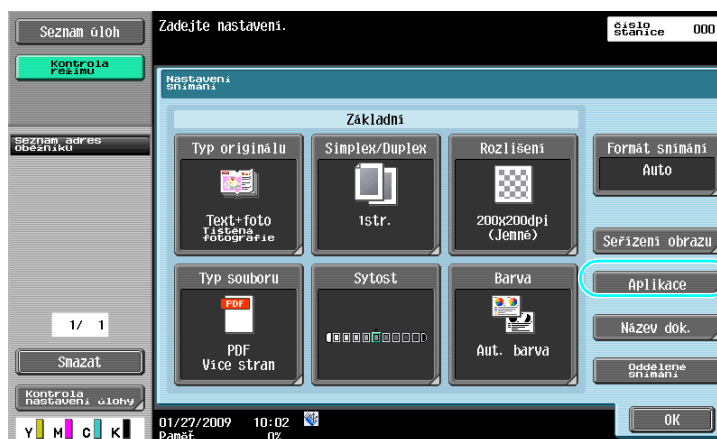 Seznam úloh
Zadejte nastavení.
číslo
stanice
000
Kontrola
režimu
Nastavení
snímání
Základní
Seznam adres
oběžníku
Typ originálu
Simplex/Duplex
Rozlišení
Formát snímání
Auto
Text+foto
Tištěná
fotografie
1str.
200x200dpi
(Jemné)
Seřízení obrazu
Typ souboru
Sytost
Barva
Aplikace
PDF
1/ 1
Název dok.
PDF
Více stran
Aut. barva
Smazat
Oddělené
snímání
Kontrola
nastavení úlohy
01/27/2009 10:02
OK
Y M C K
Paměť 0%